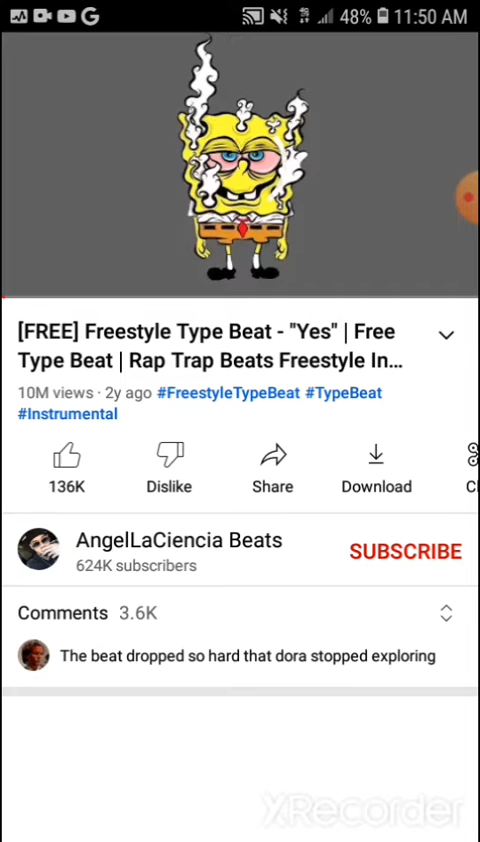 48% 11:50 AM
[FREE] Freestyle Type Beat - "Yes" | Free
Type Beat | Rap Trap Beats Freestyle In...
10M views · 2y ago #FreestyleTypeBeat #TypeBeat
#Instrumental
136K Dislike Share Download
AngelLaCiencia Beats
624K subscribers
SUBSCRIBE
Comments 3.6K
The beat dropped so hard that dora stopped exploring
XRecorder